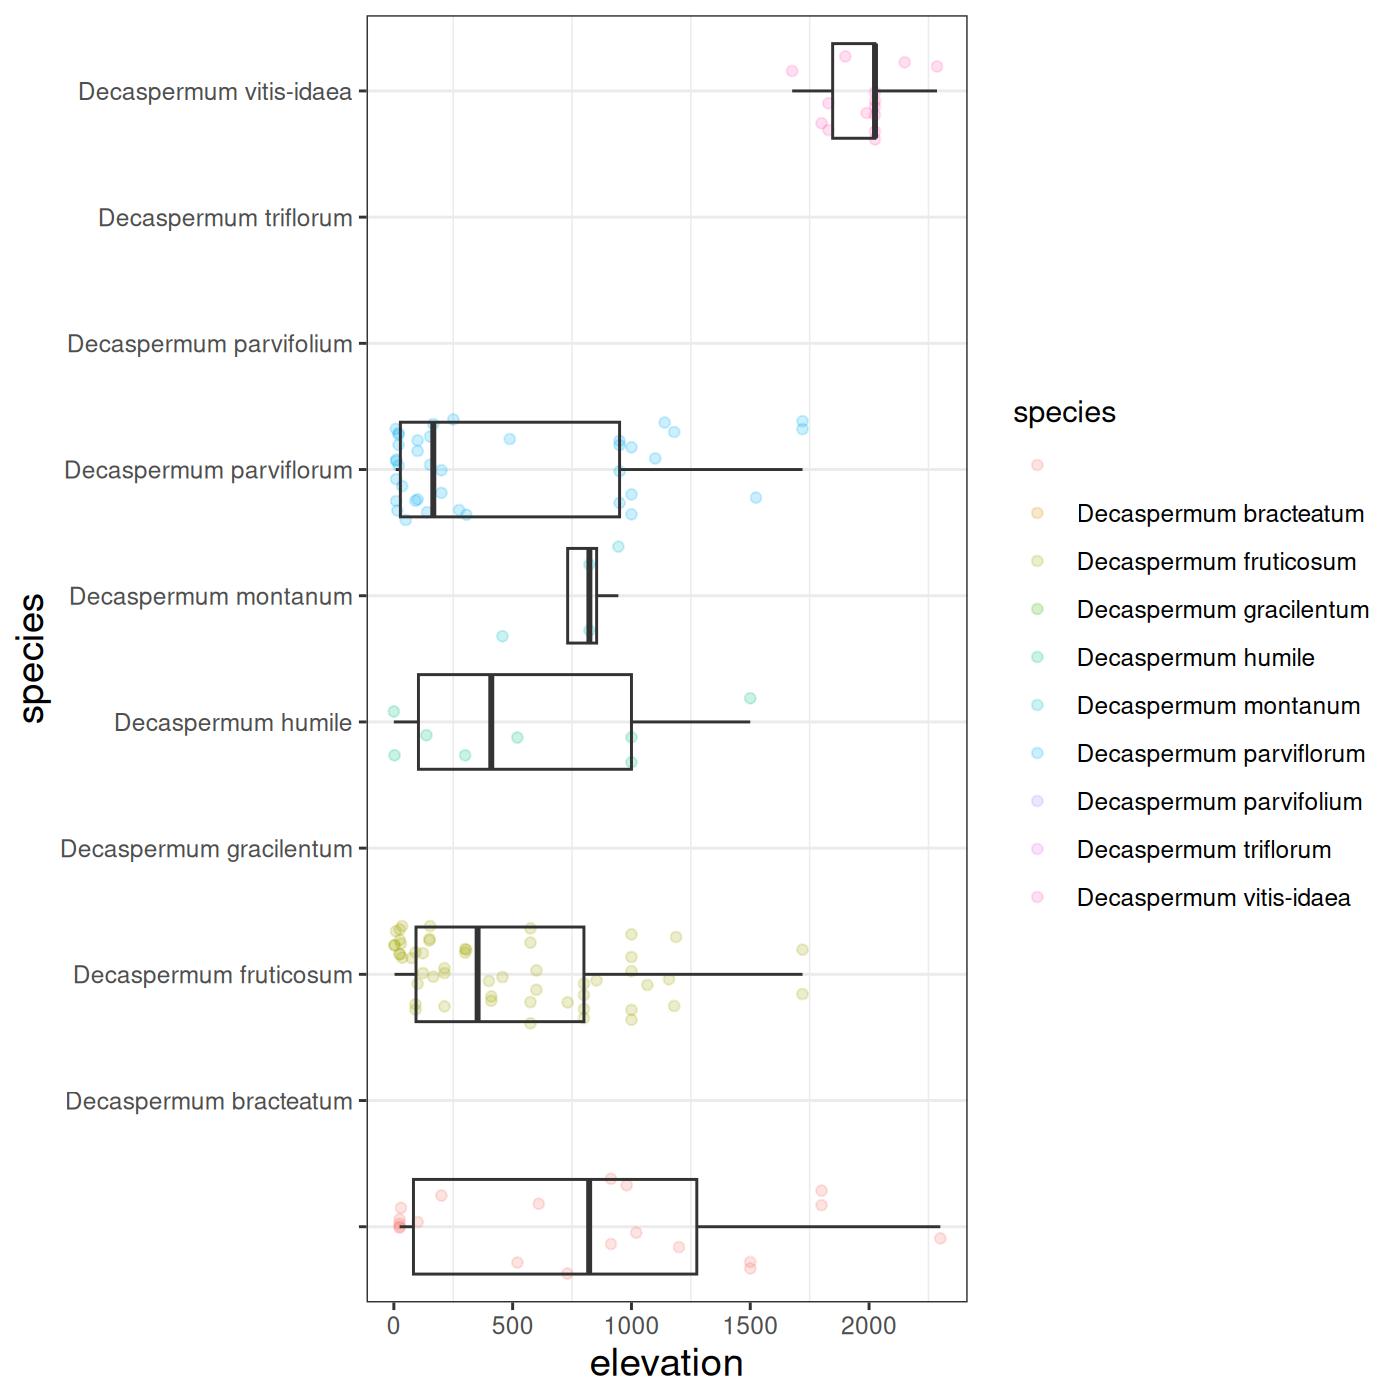 species
Decaspermum vitis-idaea
Decaspermum triflorum
Decaspermum parvifolium
Decaspermum parviflorum
Decaspermum montanum
Decaspermum humile
Decaspermum gracilentum
Decaspermum fruticosum
Decaspermum bracteatum
0 500 1000 1500 2000
elevation
species
Decaspermum bracteatum
Decaspermum fruticosum
Decaspermum gracilentum
Decaspermum humile
Decaspermum montanum
Decaspermum parviflorum
Decaspermum parvifolium
Decaspermum triflorum
Decaspermum vitis-idaea